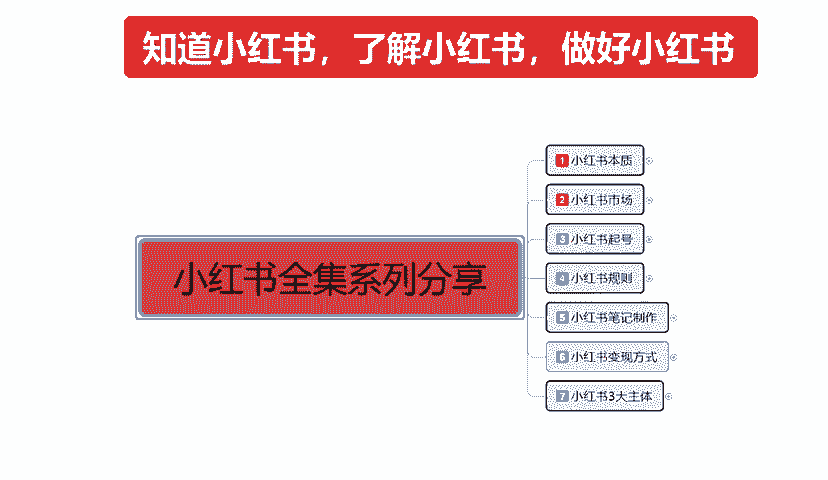 知道小红书，了解小红书，做好小红书
小红书全集系列分享
1 小红书本质
2 小红书市场
3 小红书起号
4 小红书规则
5 小红书笔记制作
6 小红书变现方式
7 小红书3大主体